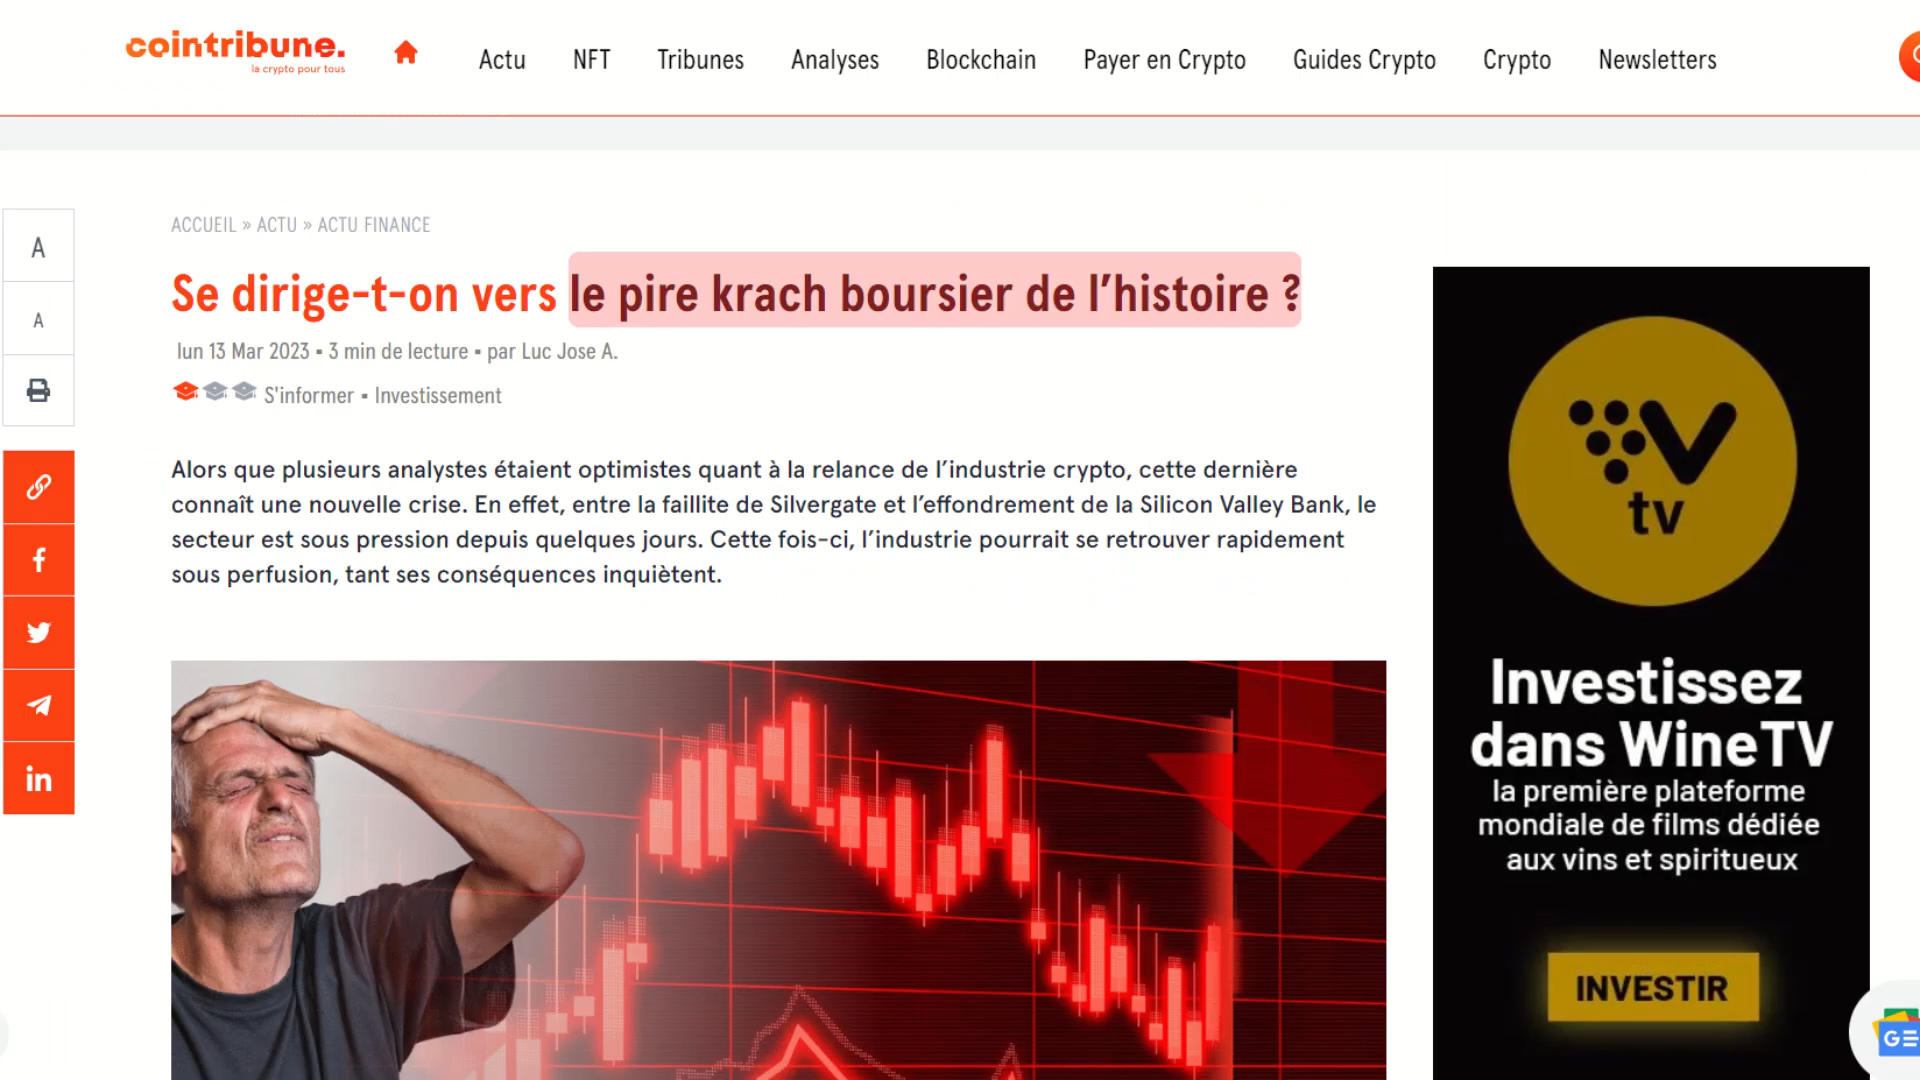 cointribune.
la crypto pour tous
Actu
NFT
Tribunes
Analyses
Blockchain
Payer en Crypto
Guides Crypto
Crypto
Newsletters
A
A
ACCUEIL » ACTU » ACTU FINANCE
Se dirige-t-on vers le pire krach boursier de l’histoire ?
lun 13 Mar 2023 ▪ 3 min de lecture ▪ par Luc Jose A.
S'informer ▪ Investissement
Alors que plusieurs analystes étaient optimistes quant à la relance de l’industrie crypto, cette dernière
connaît une nouvelle crise. En effet, entre la faillite de Silvergate et l’effondrement de la Silicon Valley Bank, le
secteur est sous pression depuis quelques jours. Cette fois-ci, l’industrie pourrait se retrouver rapidement
sous perfusion, tant ses conséquences inquiètent.
V
tv
Investissez
dans WineTV
la première plateforme
mondiale de films dédiée
aux vins et spiritueux
INVESTIR
f
in
G